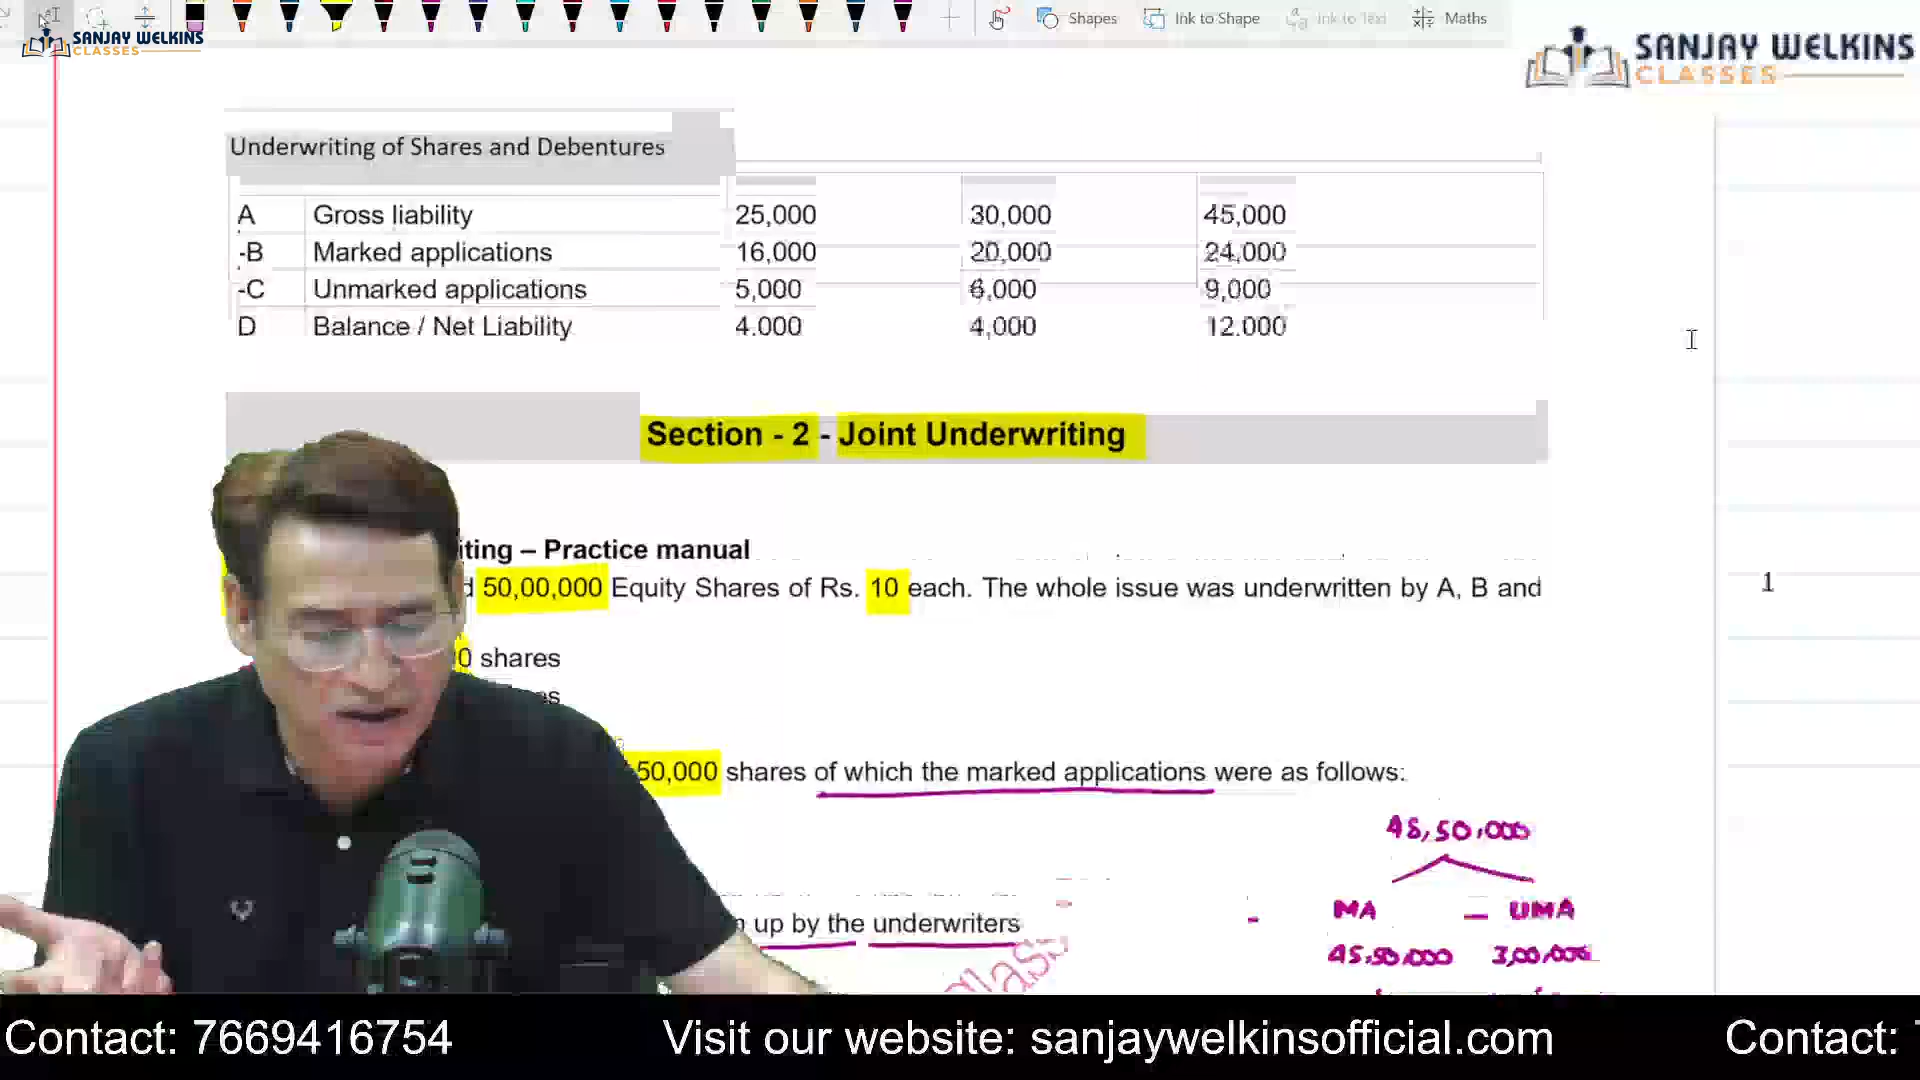 Shapes Ink to Shape Ink to Text Maths
SANJAY WELKINS
CLASSES
SANJAY WELKINS
CLASSES
Underwriting of Shares and Debentures
A Gross liability 25,000 30,000 45,000
-B Marked applications 16,000 20,000 24,000
-C Unmarked applications 5,000 6,000 9,000
D Balance / Net Liability 4.000 4,000 12.000
Section - 2 - Joint Underwriting
iting – Practice manual
d 50,00,000 Equity Shares of Rs. 10 each. The whole issue was underwritten by A, B and
1
0 shares
50,000 shares of which the marked applications were as follows:
48,50,000
MA – UMA
up by the underwriters
45,50,000 3,00,000
Contact: 7669416754 Visit our website: sanjaywelkinsofficial.com Contact: